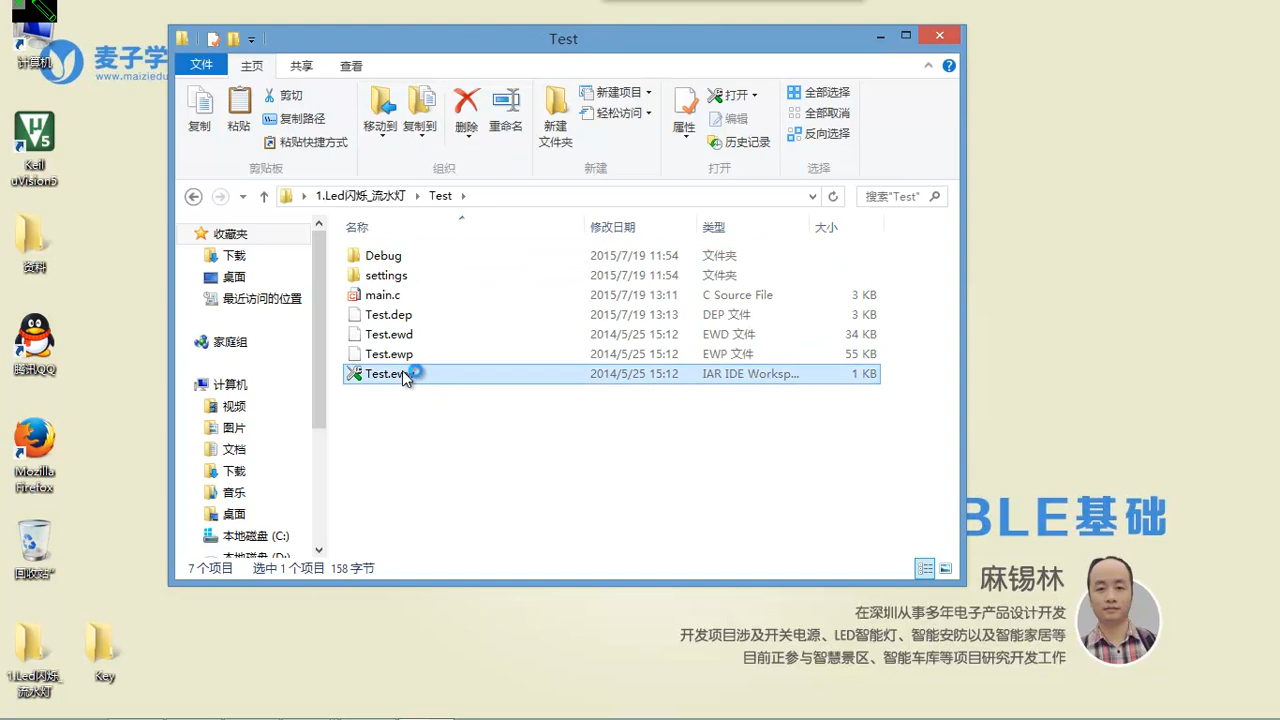 Test
文件
主页
共享
查看
复制
粘贴
剪切
复制路径
粘贴快捷方式
剪贴板
移动到
复制到
删除
重命名
组织
新建
文件夹
新建项目
轻松访问
新建
属性
打开
编辑
历史记录
打开
全部选择
全部取消
反向选择
选择
1.Led闪烁_流水灯
Test
搜索"Test"
名称
修改日期
类型
大小
Debug 2015/7/19 11:54 文件夹
settings 2015/7/19 11:54 文件夹
main.c 2015/7/19 13:11 C Source File 3 KB
Test.dep 2015/7/19 13:13 DEP 文件 3 KB
Test.ewd 2014/5/25 15:12 EWD 文件 34 KB
Test.ewp 2014/5/25 15:12 EWP 文件 55 KB
2014/5/25 15:12 IAR IDE Worksp... 1 KB
收藏夹
下载
桌面
最近访问的位置
家庭组
计算机
视频
图片
文档
下载
音乐
桌面
本地磁盘 (C:)
本地磁盘 (D:)
7 个项目
选中 1 个项目 158 字节
计算机
麦子学
www.maiziedu
Keil
uVision5
资料
腾讯QQ
Mozilla
Firefox
回收站
1.Led闪烁_
流水灯
Key
BLE基础
麻锡林
在深圳从事多年电子产品设计开发
开发项目涉及开关电源、LED智能灯、智能安防以及智能家居等
目前正参与智慧景区、智能车库等项目研究开发工作